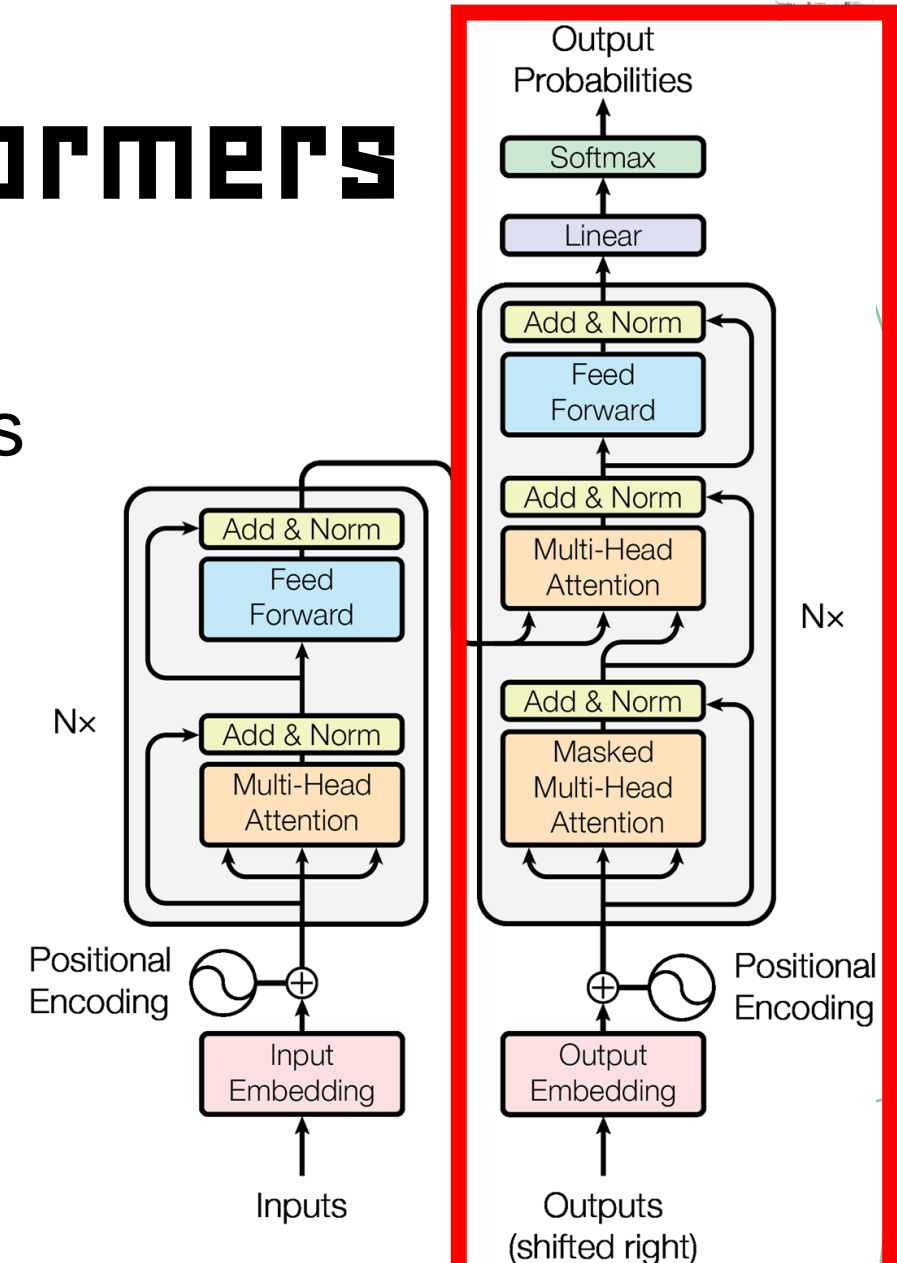 ormers
s
Output
Probabilities
Softmax
Linear
Add & Norm
Feed
Forward
Add & Norm
Multi-Head
Attention
Nx
Add & Norm
Masked
Multi-Head
Attention
Positional
Encoding
Output
Embedding
Outputs
(shifted right)
Add & Norm
Feed
Forward
Nx
Add & Norm
Multi-Head
Attention
Positional
Encoding
Input
Embedding
Inputs